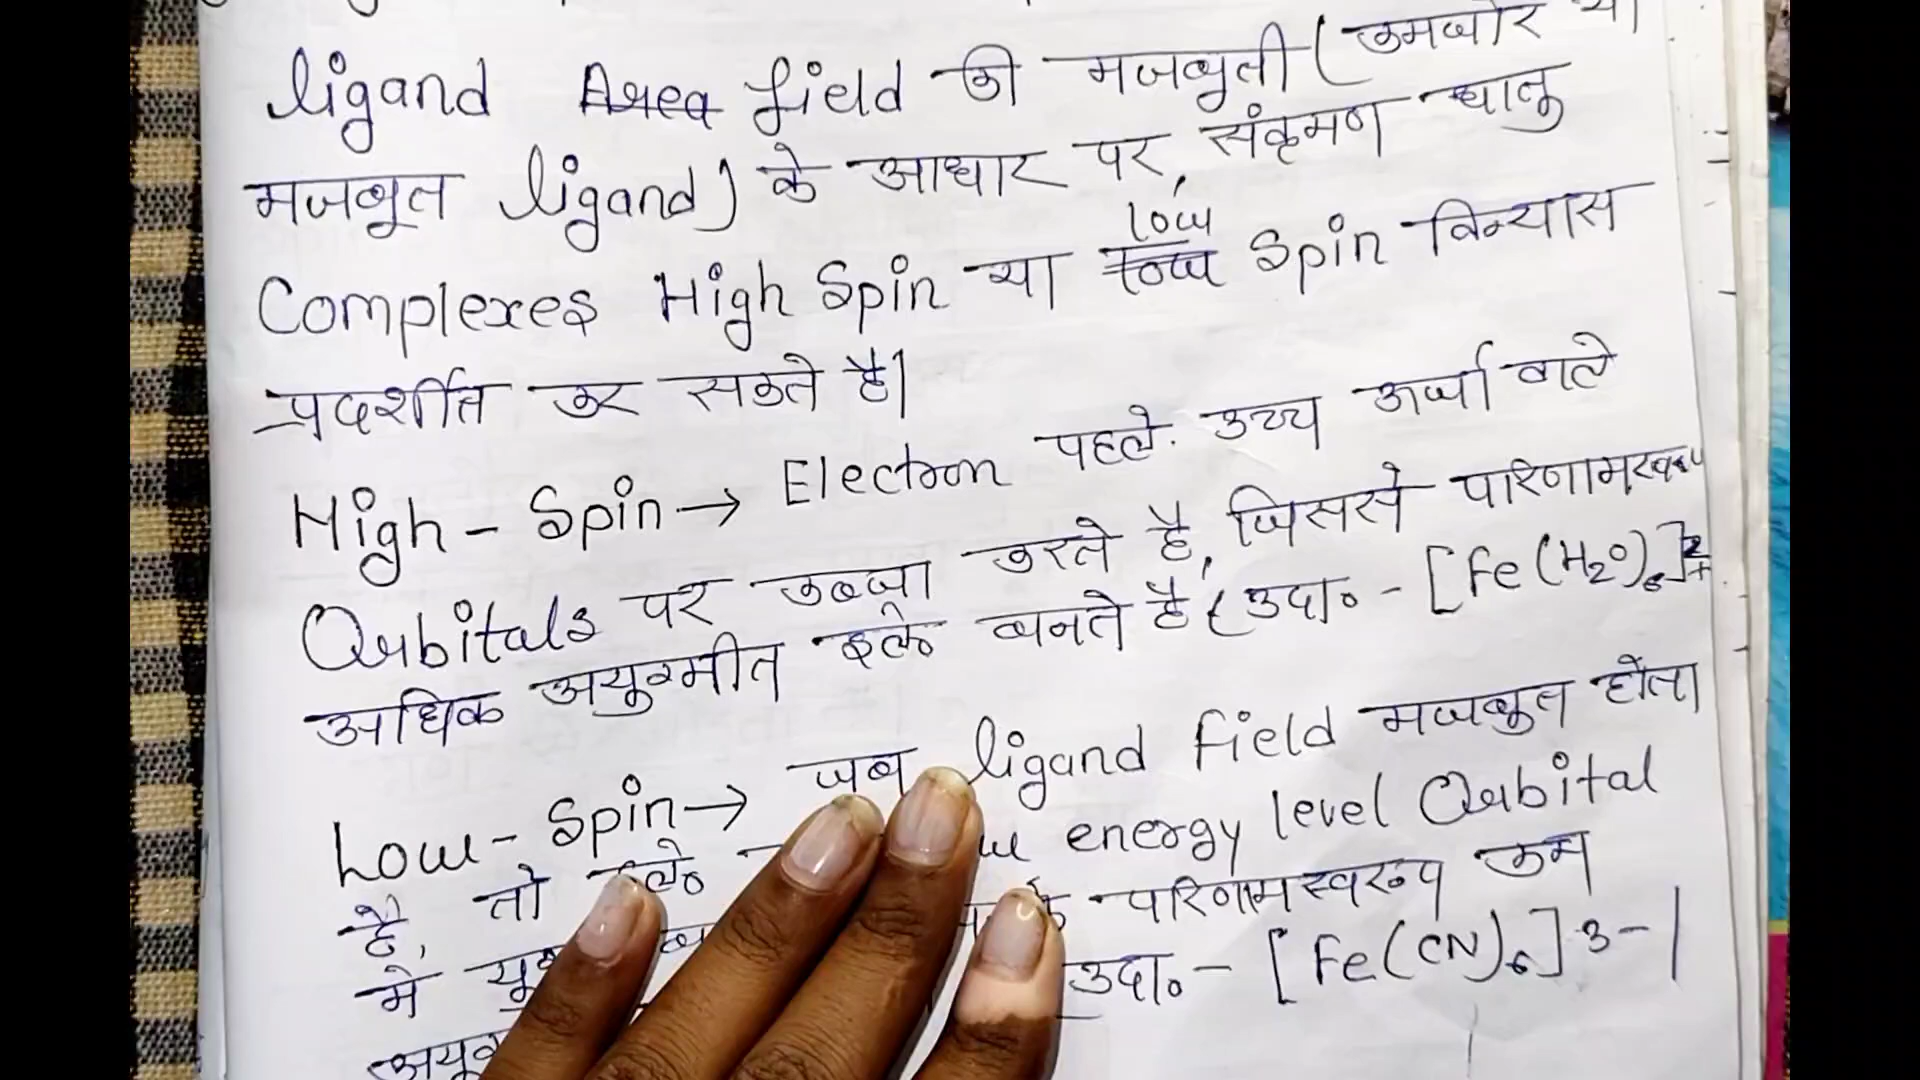 ligand Area field की मजबूती (कमजोर या
मजबूत ligand) के आधार पर, संक्रमण धातु
Complexes High Spin या low low Spin विन्यास
प्रदर्शीत कर सकते है।
High - Spin → Electron पहले उच्च ऊर्जा वाले
Orbitals पर कब्जा करते है, जिससे परिणामस्वरूप
अधिक अयुग्मीत इले० बनते है (उदा० - [Fe(H₂O)₆]²⁺
Low - Spin → जब ligand field मजबूत होता
है, तो इले० energy level Orbital
मे परिणामस्वरूप कम
उदा० - [Fe(CN)₆]³⁻ |